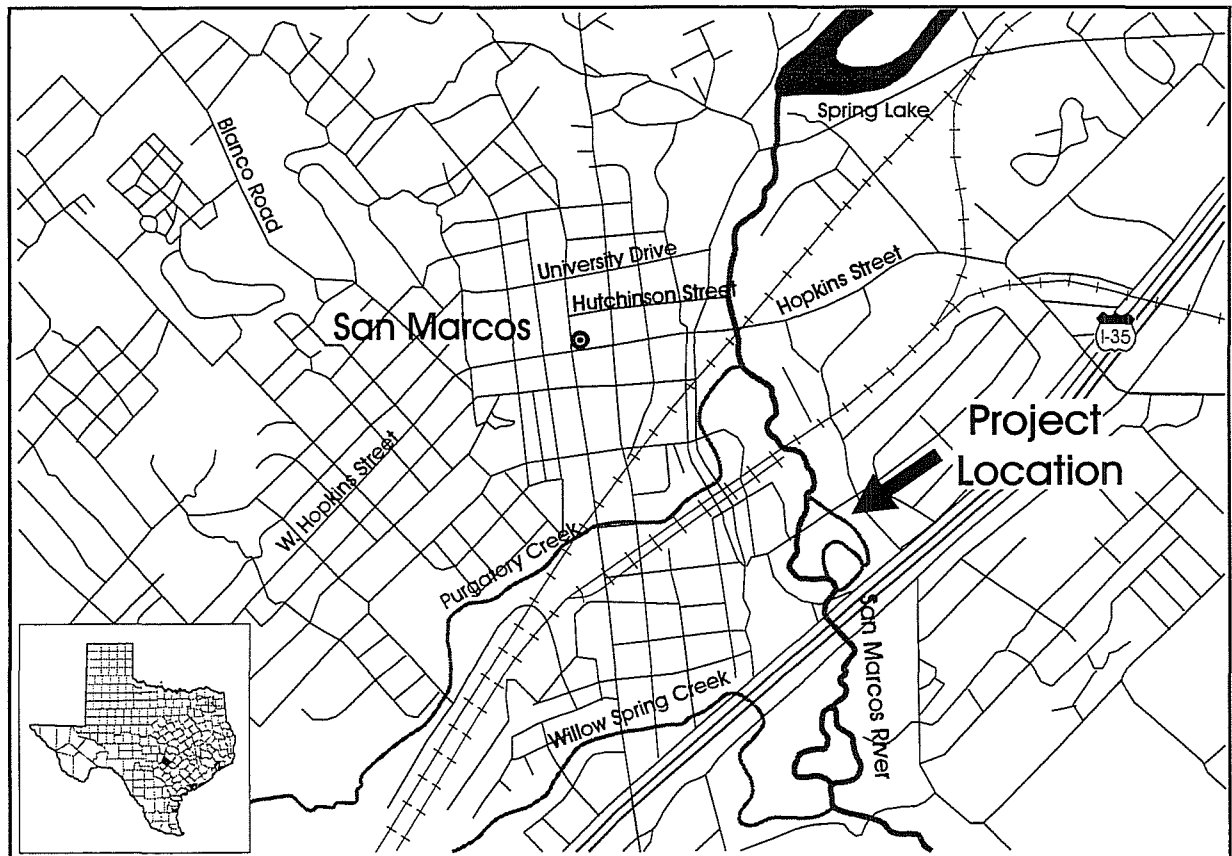 Spring Lake
Blanco Road
University Drive
Hutchinson Street
Hopkins Street
San Marcos
I-35
Project
Location
W. Hopkins Street
Purgatory Creek
San Marcos River
Willow Spring Creek